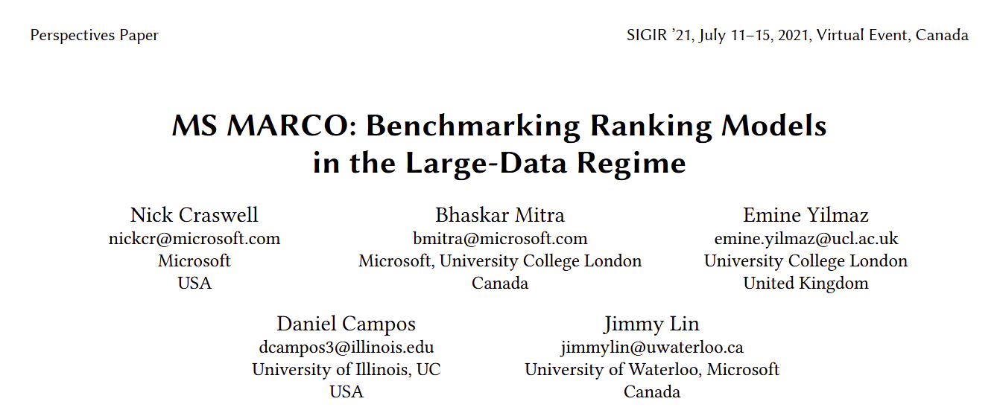 Perspectives Paper
SIGIR ’21, July 11–15, 2021, Virtual Event, Canada
MS MARCO: Benchmarking Ranking Models
in the Large-Data Regime
Nick Craswell
nickcr@microsoft.com
Microsoft
USA
Bhaskar Mitra
bmitra@microsoft.com
Microsoft, University College London
Canada
Emine Yilmaz
emine.yilmaz@ucl.ac.uk
University College London
United Kingdom
Daniel Campos
dcampos3@illinois.edu
University of Illinois, UC
USA
Jimmy Lin
jimmylin@uwaterloo.ca
University of Waterloo, Microsoft
Canada